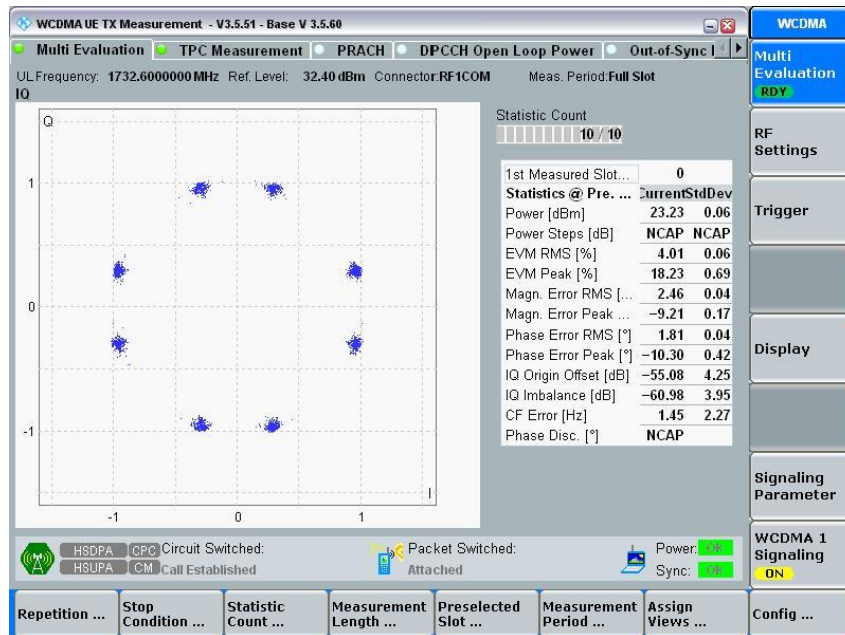 WCDMA UE TX Measurement - V3.5.51 - Base V 3.5.60
WCDMA
Multi Evaluation TPC Measurement PRACH DPCCH Open Loop Power Out-of-Sync
UL Frequency: 1732.6000000 MHz Ref. Level: 32.40 dBm Connector:RF1COM Meas. Period:Full Slot
IQ
Q
1
0
-1
-1 0 1
I
Statistic Count
10 / 10
1st Measured Slot... 0
Statistics @ Pre. ... Current StdDev
Power [dBm] 23.23 0.06
Power Steps [dB] NCAP NCAP
EVM RMS [%] 4.01 0.06
EVM Peak [%] 18.23 0.69
Magn. Error RMS [... 2.46 0.04
Magn. Error Peak ... -9.21 0.17
Phase Error RMS [°] 1.81 0.04
Phase Error Peak [°] -10.30 0.42
IQ Origin Offset [dB] -55.08 4.25
IQ Imbalance [dB] -60.98 3.95
CF Error [Hz] 1.45 2.27
Phase Disc. [°] NCAP
HSDPA CPC Circuit Switched: Packet Switched: Power: OK
HSUPA CM Call Established Attached Sync: OK
Multi
Evaluation
RDY
RF
Settings
Trigger
Display
Signaling
Parameter
WCDMA 1
Signaling
ON
Repetition ...
Stop
Condition ...
Statistic
Count ...
Measurement
Length ...
Preselected
Slot ...
Measurement
Period ...
Assign
Views ...
Config ...